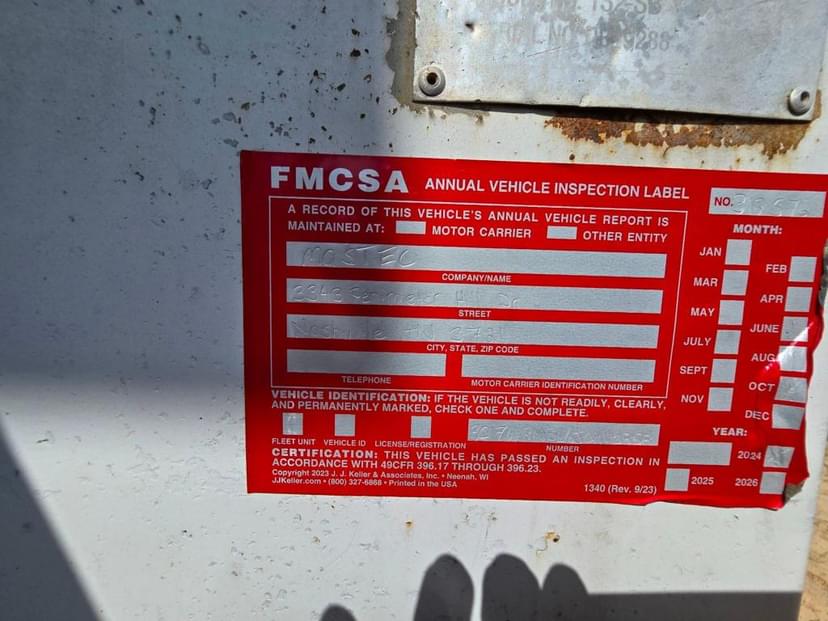 FMCSA ANNUAL VEHICLE INSPECTION LABEL
NO.
A RECORD OF THIS VEHICLE'S ANNUAL VEHICLE REPORT IS
MAINTAINED AT: MOTOR CARRIER OTHER ENTITY
MASTEC
COMPANY/NAME
2343 Perimeter Hill Dr
STREET
Nashville
CITY, STATE, ZIP CODE
TELEPHONE MOTOR CARRIER IDENTIFICATION NUMBER
VEHICLE IDENTIFICATION: IF THE VEHICLE IS NOT READILY, CLEARLY,
AND PERMANENTLY MARKED, CHECK ONE AND COMPLETE.
FLEET UNIT VEHICLE ID LICENSE/REGISTRATION NUMBER
CERTIFICATION: THIS VEHICLE HAS PASSED AN INSPECTION IN
ACCORDANCE WITH 49CFR 396.17 THROUGH 396.23.
Copyright 2023 J. J. Keller & Associates, Inc. • Neenah, WI
JJKeller.com • (800) 327-6868 • Printed in the USA
1340 (Rev. 9/23)
MONTH:
JAN FEB
MAR APR
MAY JUNE
JULY AUG
SEPT OCT
NOV DEC
YEAR:
2024
2025 2026